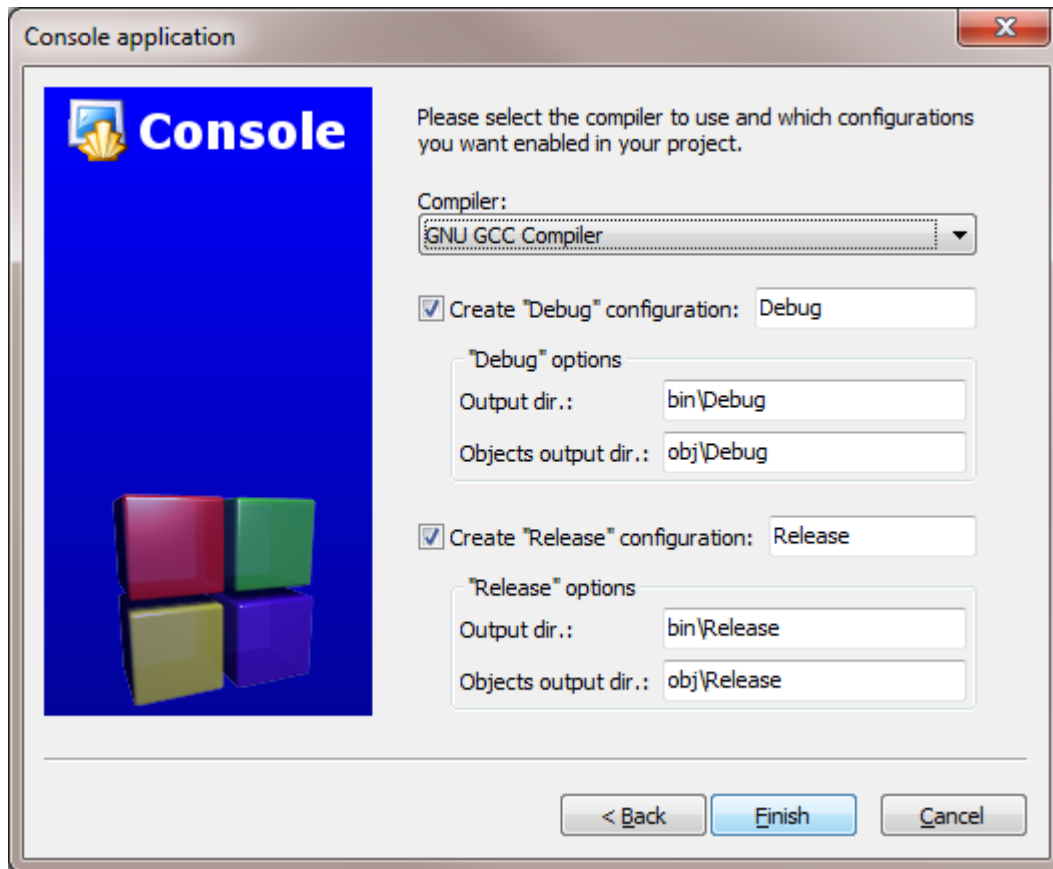 Console application
Console
Please select the compiler to use and which configurations
you want enabled in your project.
Compiler:
GNU GCC Compiler
Create "Debug" configuration: Debug
"Debug" options
Output dir.: bin\Debug
Objects output dir.: obj\Debug
Create "Release" configuration: Release
"Release" options
Output dir.: bin\Release
Objects output dir.: obj\Release
< Back Finish Cancel